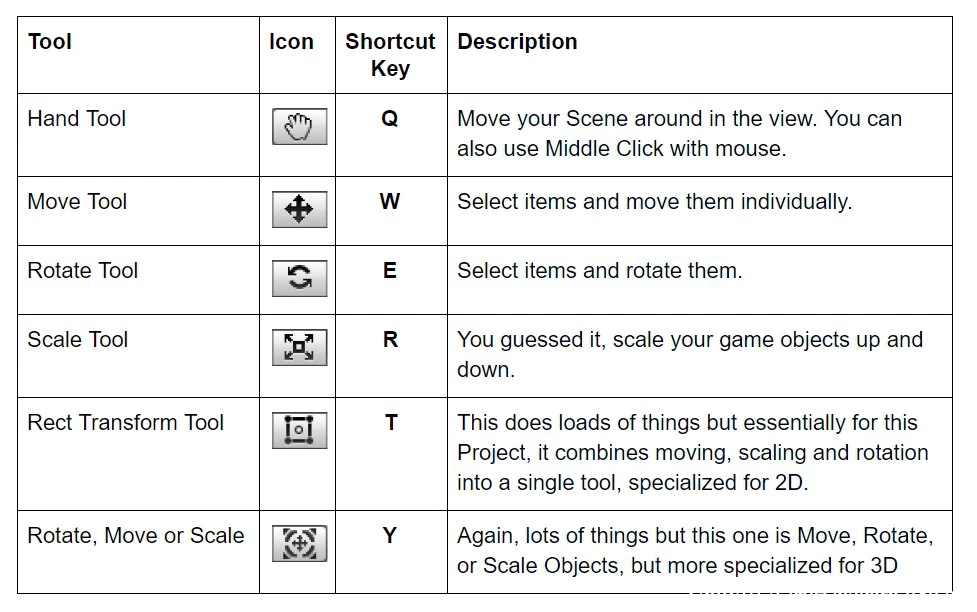 Tool Icon Shortcut Key Description
Hand Tool Q Move your Scene around in the view. You can
also use Middle Click with mouse.
Move Tool W Select items and move them individually.
Rotate Tool E Select items and rotate them.
Scale Tool R You guessed it, scale your game objects up and
down.
Rect Transform Tool T This does loads of things but essentially for this
Project, it combines moving, scaling and rotation
into a single tool, specialized for 2D.
Rotate, Move or Scale Y Again, lots of things but this one is Move, Rotate,
or Scale Objects, but more specialized for 3D